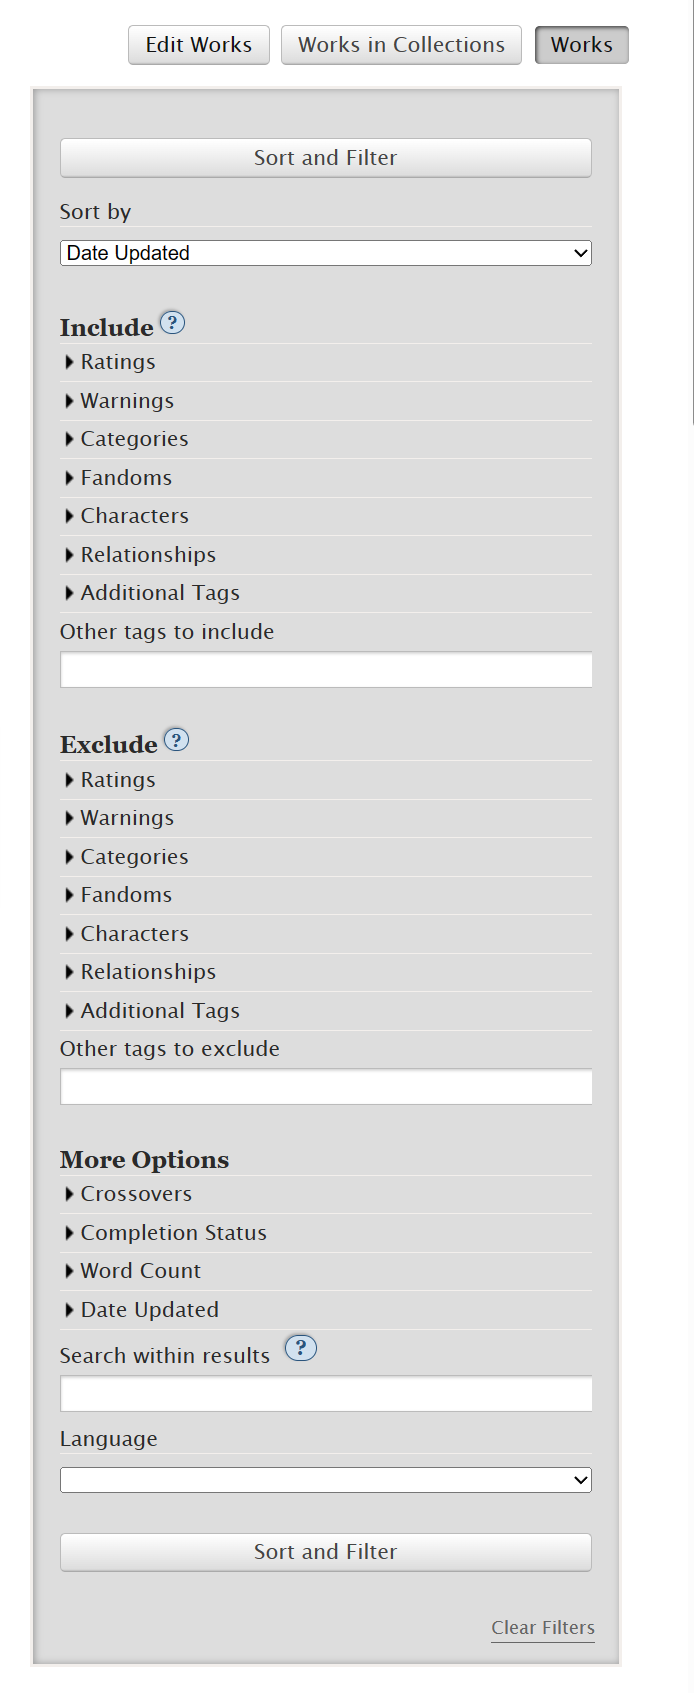 Edit Works Works in Collections Works
Sort and Filter
Sort by
Date Updated
Include ?
Ratings
Warnings
Categories
Fandoms
Characters
Relationships
Additional Tags
Other tags to include
Exclude ?
Ratings
Warnings
Categories
Fandoms
Characters
Relationships
Additional Tags
Other tags to exclude
More Options
Crossovers
Completion Status
Word Count
Date Updated
Search within results ?
Language
Sort and Filter
Clear Filters